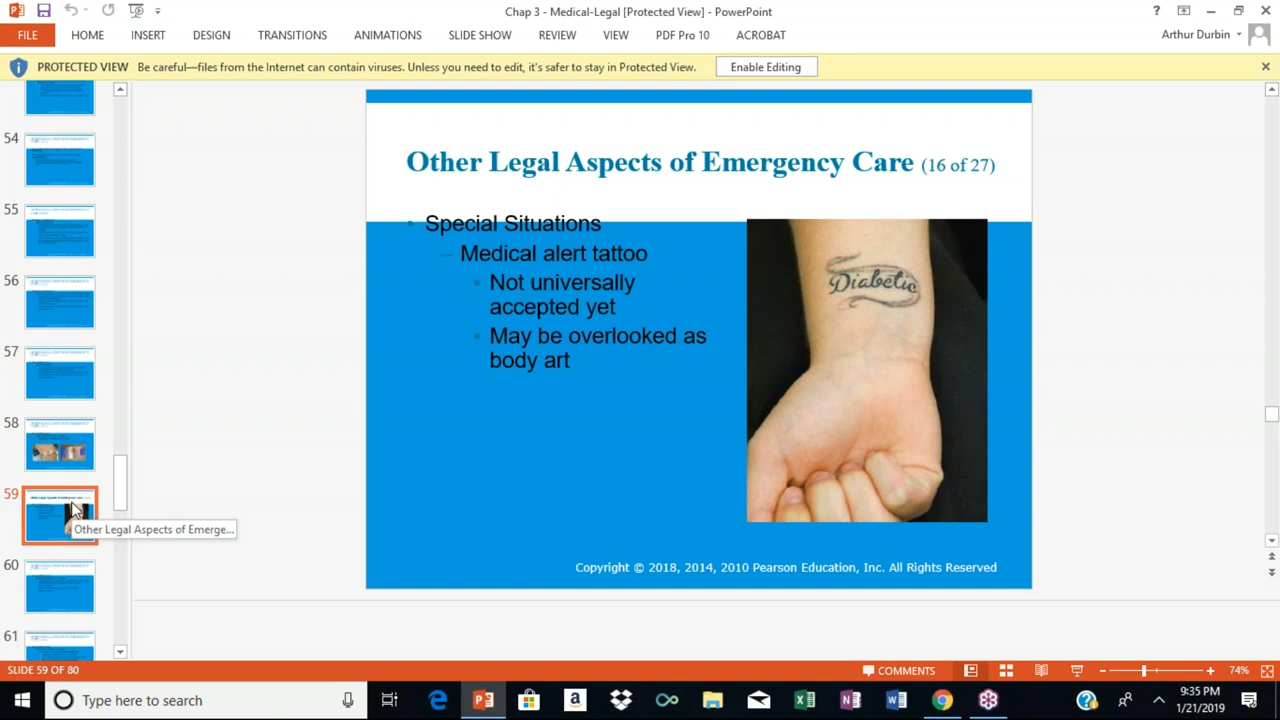 Chap 3 - Medical-Legal [Protected View] - PowerPoint
?
FILE HOME INSERT DESIGN TRANSITIONS ANIMATIONS SLIDE SHOW REVIEW VIEW PDF Pro 10 ACROBAT
Arthur Durbin
PROTECTED VIEW Be careful—files from the Internet can contain viruses. Unless you need to edit, it's safer to stay in Protected View. Enable Editing
54
55
56
57
58
59
Other Legal Aspects of Emerge...
60
61
Other Legal Aspects of Emergency Care (16 of 27)
Special Situations
Medical alert tattoo
Not universally
accepted yet
May be overlooked as
body art
Diabetic
Copyright © 2018, 2014, 2010 Pearson Education, Inc. All Rights Reserved
SLIDE 59 OF 80
COMMENTS
74%
Type here to search
9:35 PM
1/21/2019